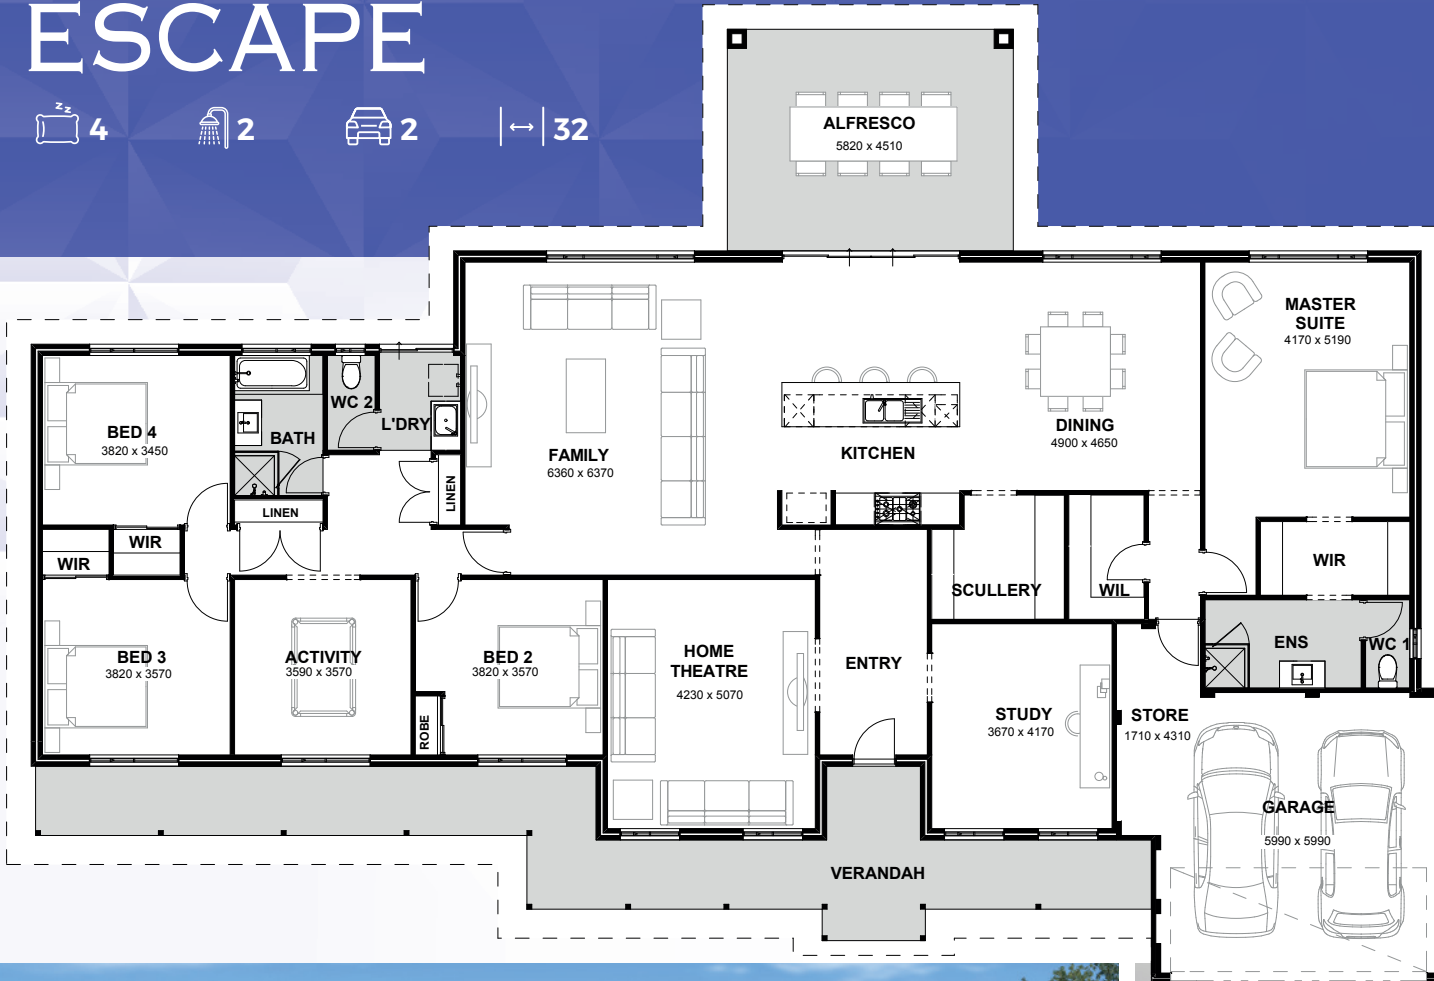 ESCAPE
zz 4
2
2
32
ALFRESCO
5820 x 4510
MASTER
SUITE
4170 x 5190
WC 2
L'DRY
BED 4
3820 x 3450
BATH
DINING
4900 x 4650
FAMILY
6360 x 6370
KITCHEN
LINEN
LINEN
WIR
WIR
WIR
SCULLERY
WIL
ENS
WC 1
BED 3
3820 x 3570
ACTIVITY
3590 x 3570
BED 2
3820 x 3570
HOME
THEATRE
4230 x 5070
ENTRY
ROBE
STUDY
3670 x 4170
STORE
1710 x 4310
GARAGE
5990 x 5990
VERANDAH